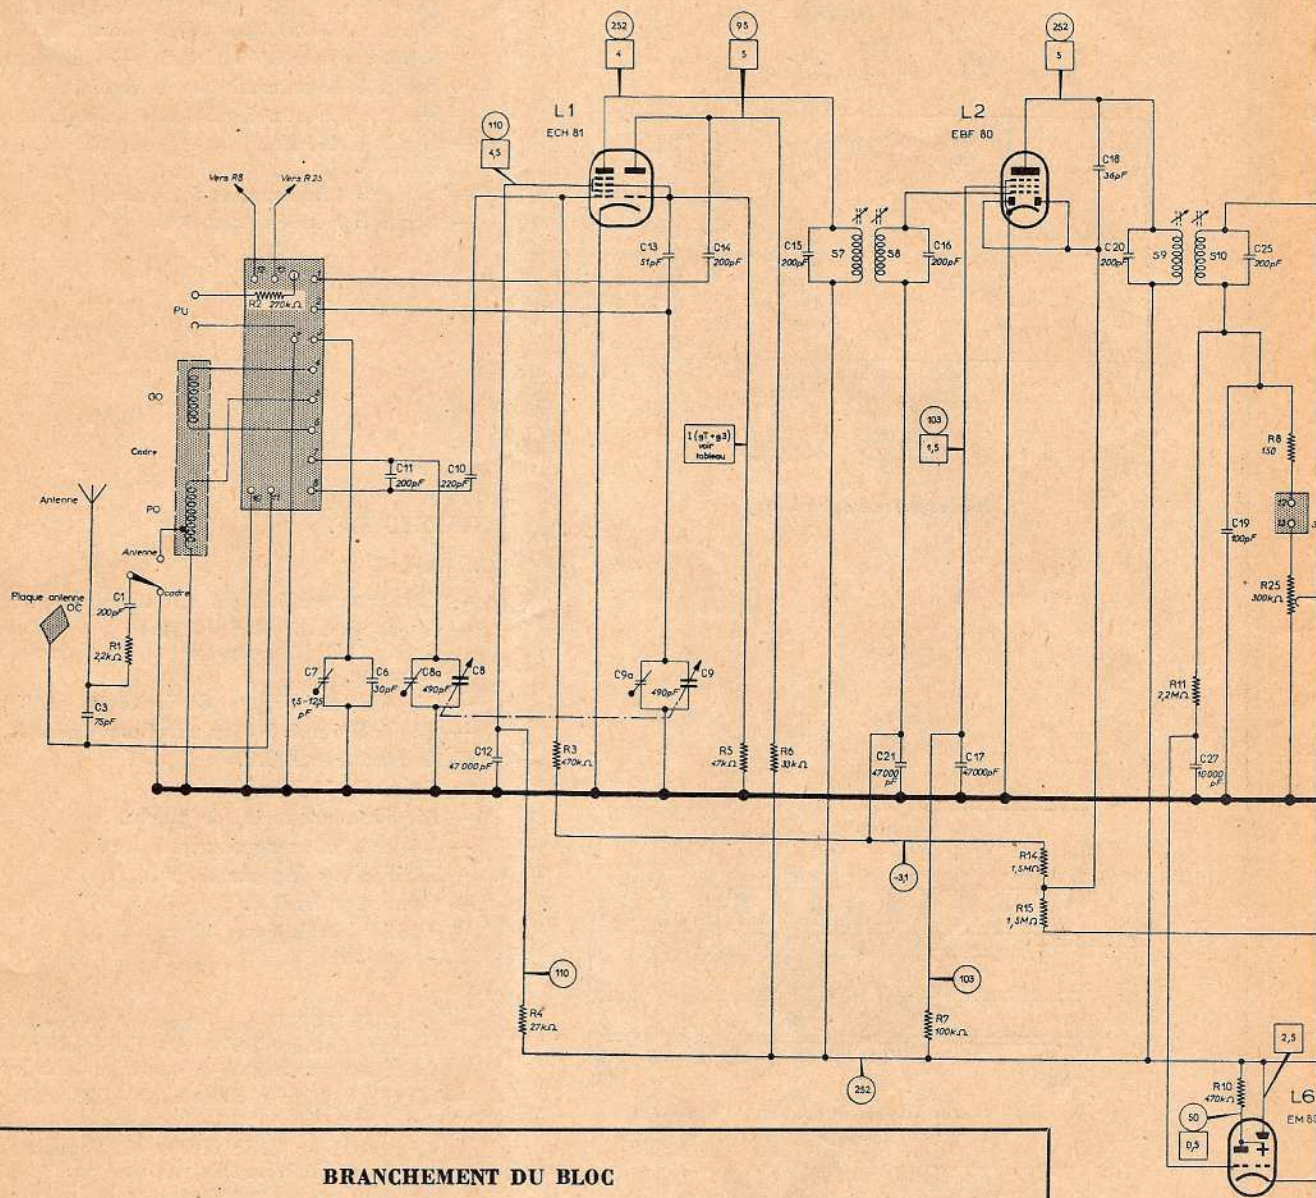 252
4
95
5
252
5
L1
ECH 81
L2
EBF 80
110
4,5
Vers R8
Vers R25
C18
36pF
C13
51pF
C14
200pF
C15
200pF
S7
S8
C16
200pF
C20
200pF
S9
S10
C25
200pF
R2 270kΩ
PU
GO
Cadre
PO
Antenne
Antenne
cadre
Plaque antenne
OC
C1
200pF
R1
2,2kΩ
C3
75pF
C11
200pF
C10
220pF
I (gT+g3)
voir
tableau
103
1,5
R8
150
C19
100pF
R25
300kΩ
C7
1,5-12,5
pF
C6
30pF
C8a
490pF
C8
C9a
490pF
C9
R11
2,2MΩ
C12
47000pF
R3
470kΩ
R5
47kΩ
R6
33kΩ
C21
47000
pF
C17
47000pF
C27
10000
pF
-3,1
R14
1,5MΩ
R15
1,5MΩ
110
103
R4
27kΩ
R7
100kΩ
252
2,5
R10
470kΩ
L6
EM 80
50
0,5
BRANCHEMENT DU BLOC